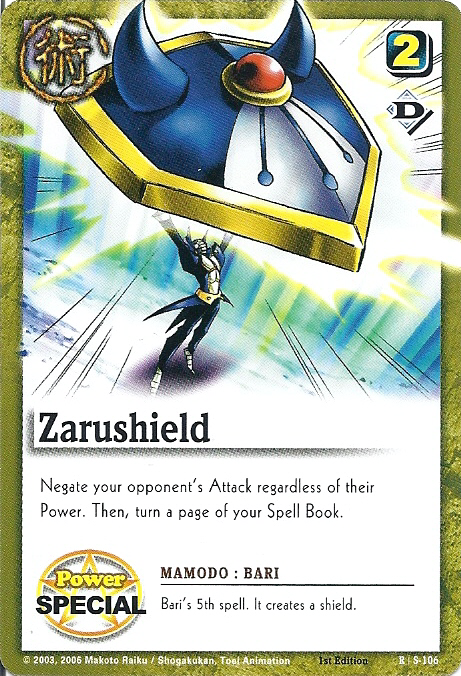 術
2
D
Zarushield
Negate your opponent's Attack regardless of their
Power. Then, turn a page of your Spell Book.
Power
SPECIAL
MAMODO : BARI
Bari's 5th spell. It creates a shield.
© 2003, 2006 Makoto Raiku / Shogakukan, Toei Animation
1st Edition
R | S-106